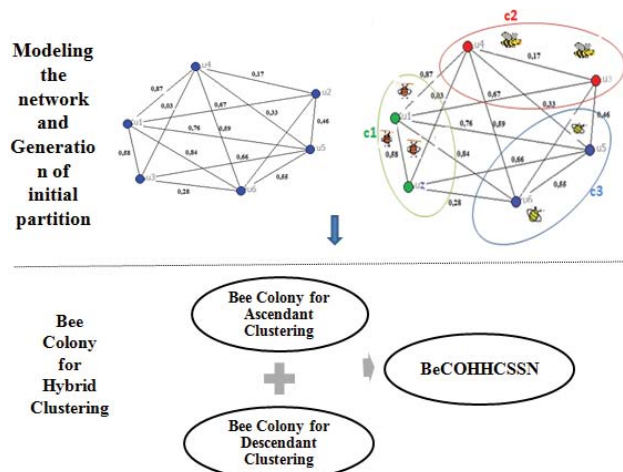 Modeling
the
network
and
Generatio
n of
initial
partition
u4
0,17
0,87
0,03
0,67
u2
0,33
u1
0,76
0,59
0,46
u5
0,58
0,84
0,66
u3
0,28
0,55
u6
c2
u4
0,17
0,87
0,03
0,67
u3
0,33
c1
u1
0,76
0,59
0,46
u5
0,58
0,84
0,66
u2
0,28
0,55
u6
c3
Bee
Colony
for
Hybrid
Clustering
Bee Colony for
Ascendant
Clustering
BeCOHHCSSN
Bee Colony for
Descendant
Clustering